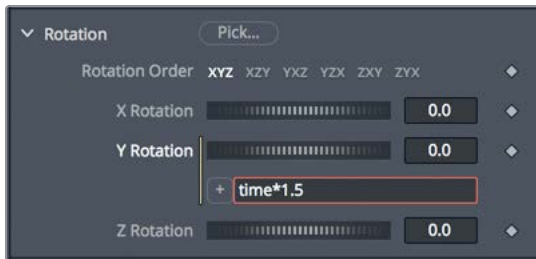 Rotation Pick...
Rotation Order XYZ XZY YXZ YZX ZXY ZYX
X Rotation 0.0
Y Rotation 0.0
+ time*1.5
Z Rotation 0.0